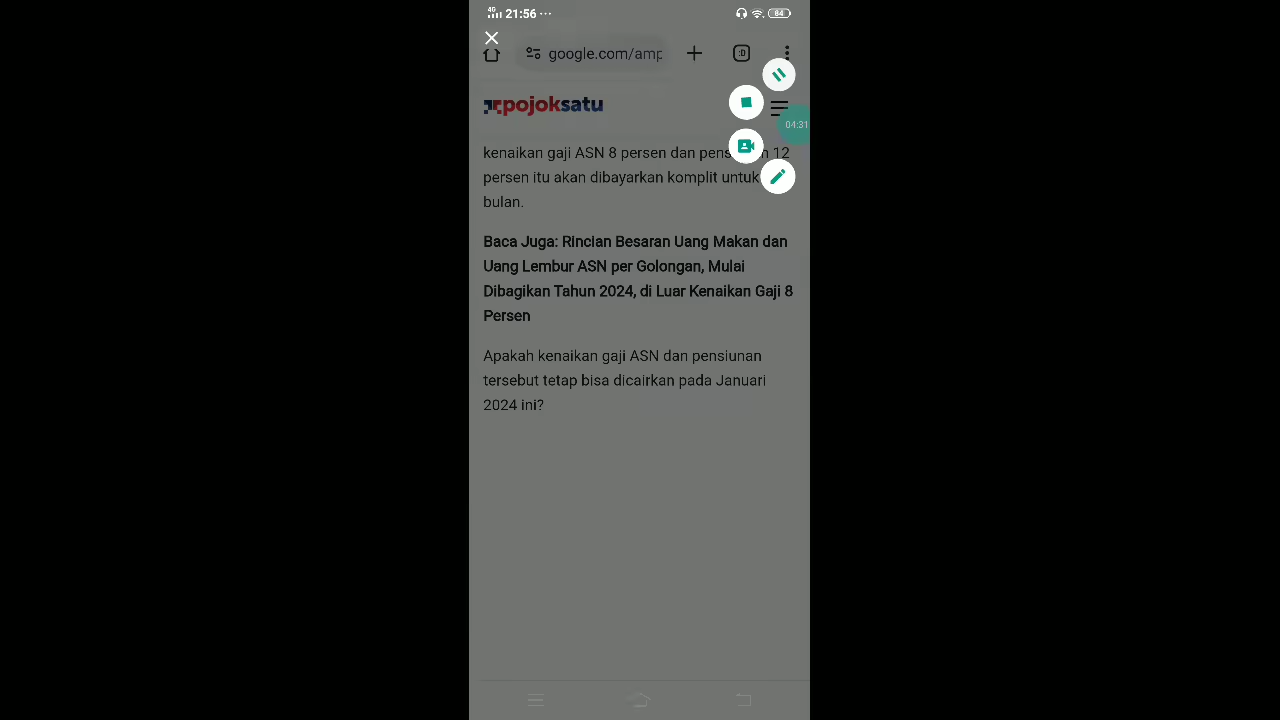 4G 21:56 ... 84
google.com/amp :D
pojoksatu
04:31
kenaikan gaji ASN 8 persen dan pens n 12
persen itu akan dibayarkan komplit untuk
bulan.
Baca Juga: Rincian Besaran Uang Makan dan
Uang Lembur ASN per Golongan, Mulai
Dibagikan Tahun 2024, di Luar Kenaikan Gaji 8
Persen
Apakah kenaikan gaji ASN dan pensiunan
tersebut tetap bisa dicairkan pada Januari
2024 ini?